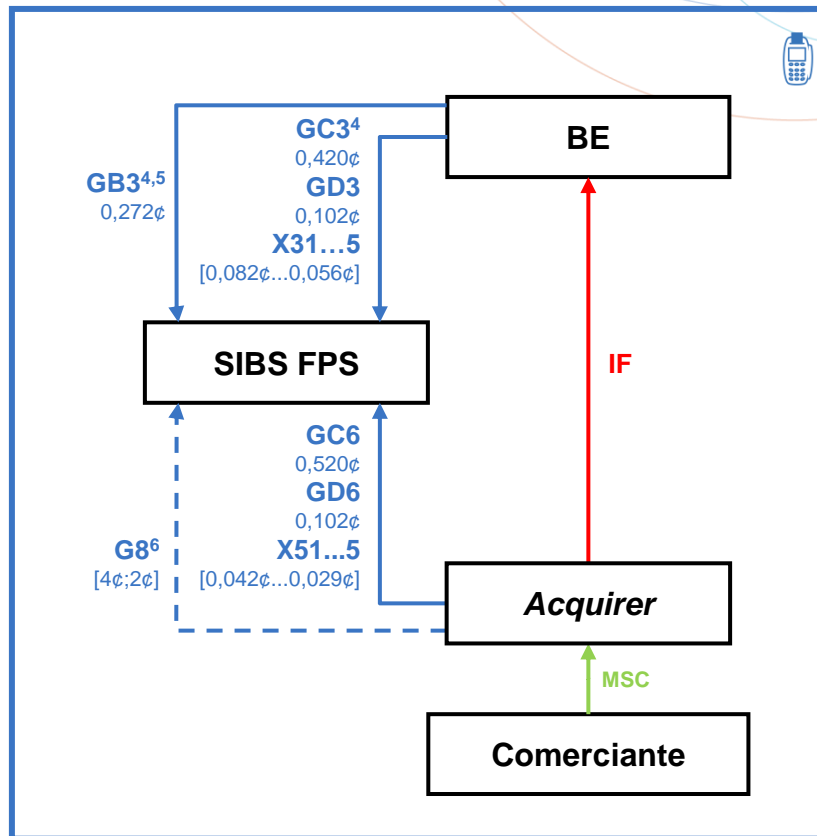 BE
GC3⁴
0,420¢
GD3
0,102¢
X31…5
[0,082¢...0,056¢]
GB3⁴,⁵
0,272¢
SIBS FPS
IF
GC6
0,520¢
GD6
0,102¢
X51...5
[0,042¢...0,029¢]
G8⁶
[4¢;2¢]
Acquirer
MSC
Comerciante